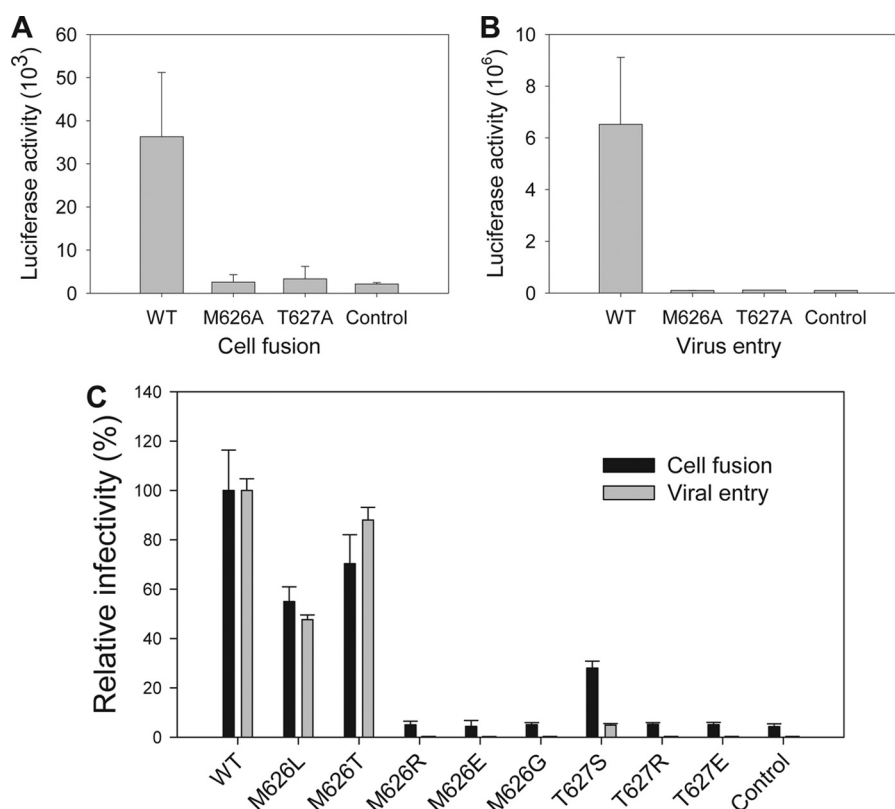 A
Luciferase activity (10³)
60
50
40
30
20
10
0
WT M626A T627A Control
Cell fusion
B
Luciferase activity (10⁶)
10
8
6
4
2
0
WT M626A T627A Control
Virus entry
C
Relative infectivity (%)
140
120
100
80
60
40
20
0
Cell fusion
Viral entry
WT M626L M626T M626R M626E M626G T627S T627R T627E Control